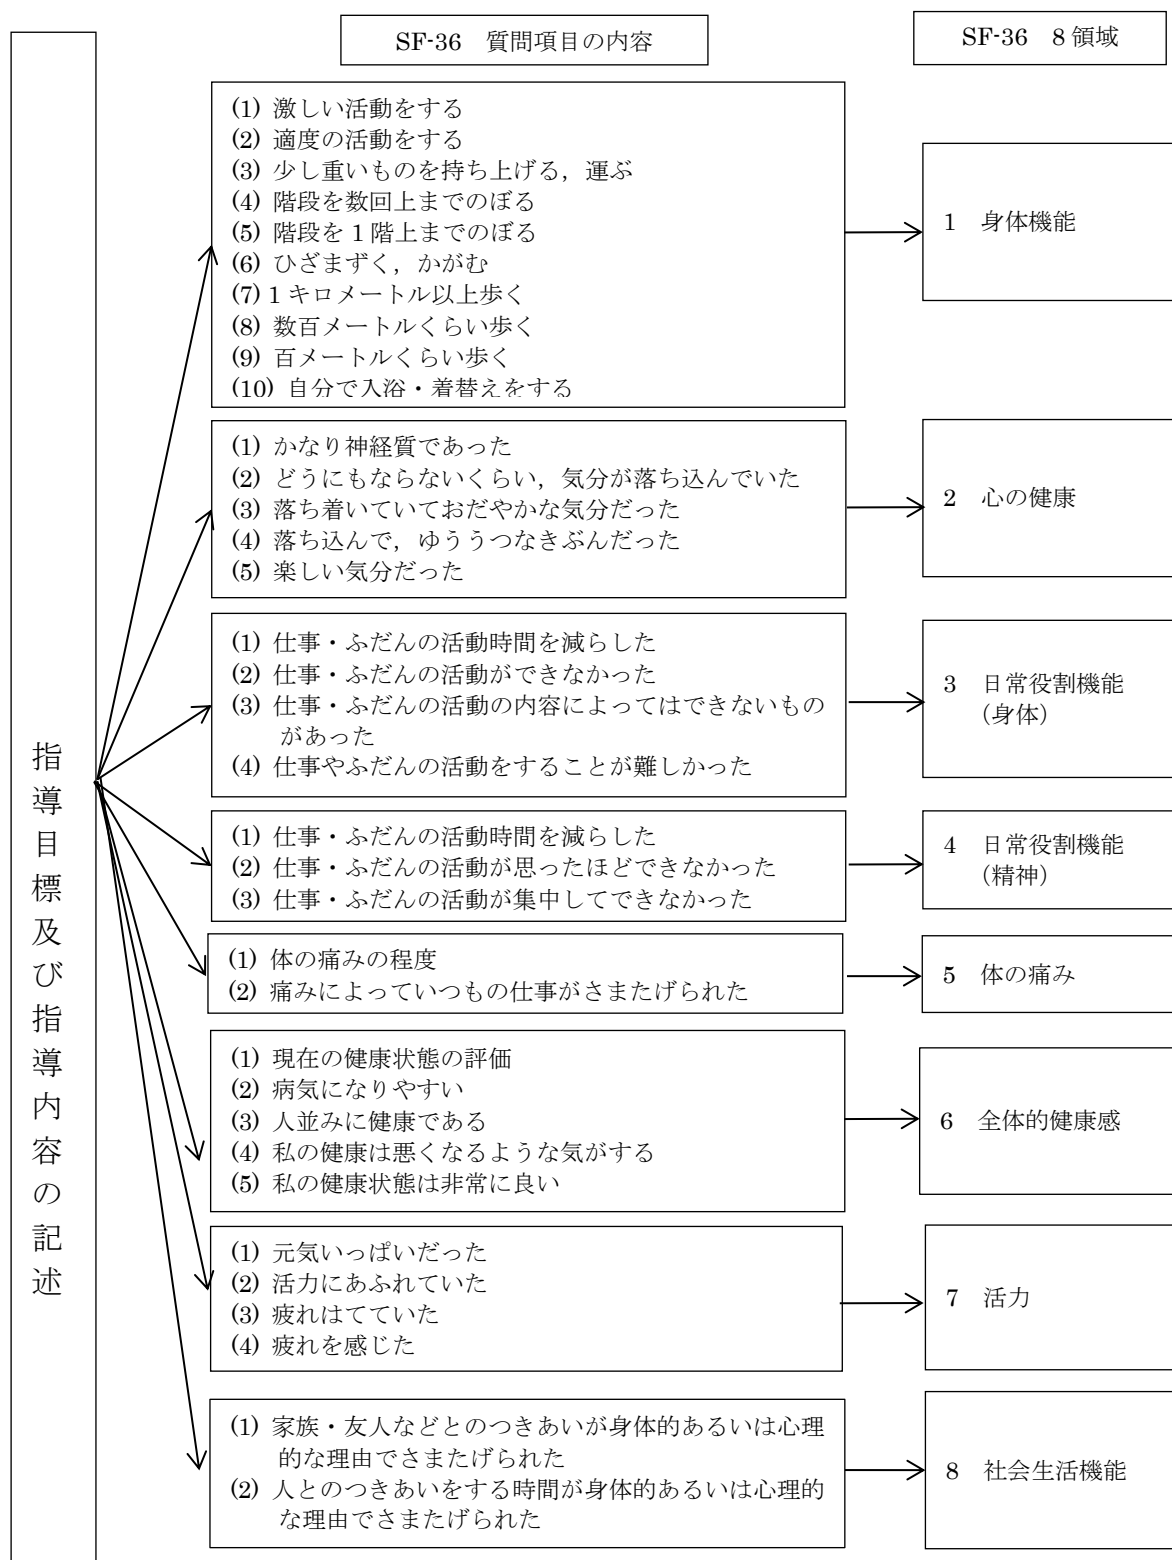 SF-36 質問項目の内容
SF-36 8領域
指導目標及び指導内容の記述
(1) 激しい活動をする
(2) 適度の活動をする
(3) 少し重いものを持ち上げる，運ぶ
(4) 階段を数回上までのぼる
(5) 階段を1階上までのぼる
(6) ひざまずく，かがむ
(7) 1キロメートル以上歩く
(8) 数百メートルくらい歩く
(9) 百メートルくらい歩く
(10) 自分で入浴・着替えをする
1 身体機能
(1) かなり神経質であった
(2) どうにもならないくらい，気分が落ち込んでいた
(3) 落ち着いていておだやかな気分だった
(4) 落ち込んで，ゆううつなきぶんだった
(5) 楽しい気分だった
2 心の健康
(1) 仕事・ふだんの活動時間を減らした
(2) 仕事・ふだんの活動ができなかった
(3) 仕事・ふだんの活動の内容によってはできないもの
があった
(4) 仕事やふだんの活動をすることが難しかった
3 日常役割機能
(身体)
(1) 仕事・ふだんの活動時間を減らした
(2) 仕事・ふだんの活動が思ったほどできなかった
(3) 仕事・ふだんの活動が集中してできなかった
4 日常役割機能
(精神)
(1) 体の痛みの程度
(2) 痛みによっていつもの仕事がさまたげられた
5 体の痛み
(1) 現在の健康状態の評価
(2) 病気になりやすい
(3) 人並みに健康である
(4) 私の健康は悪くなるような気がする
(5) 私の健康状態は非常に良い
6 全体的健康感
(1) 元気いっぱいだった
(2) 活力にあふれていた
(3) 疲れはてていた
(4) 疲れを感じた
7 活力
(1) 家族・友人などとのつきあいが身体的あるいは心理
的な理由でさまたげられた
(2) 人とのつきあいをする時間が身体的あるいは心理的
な理由でさまたげられた
8 社会生活機能